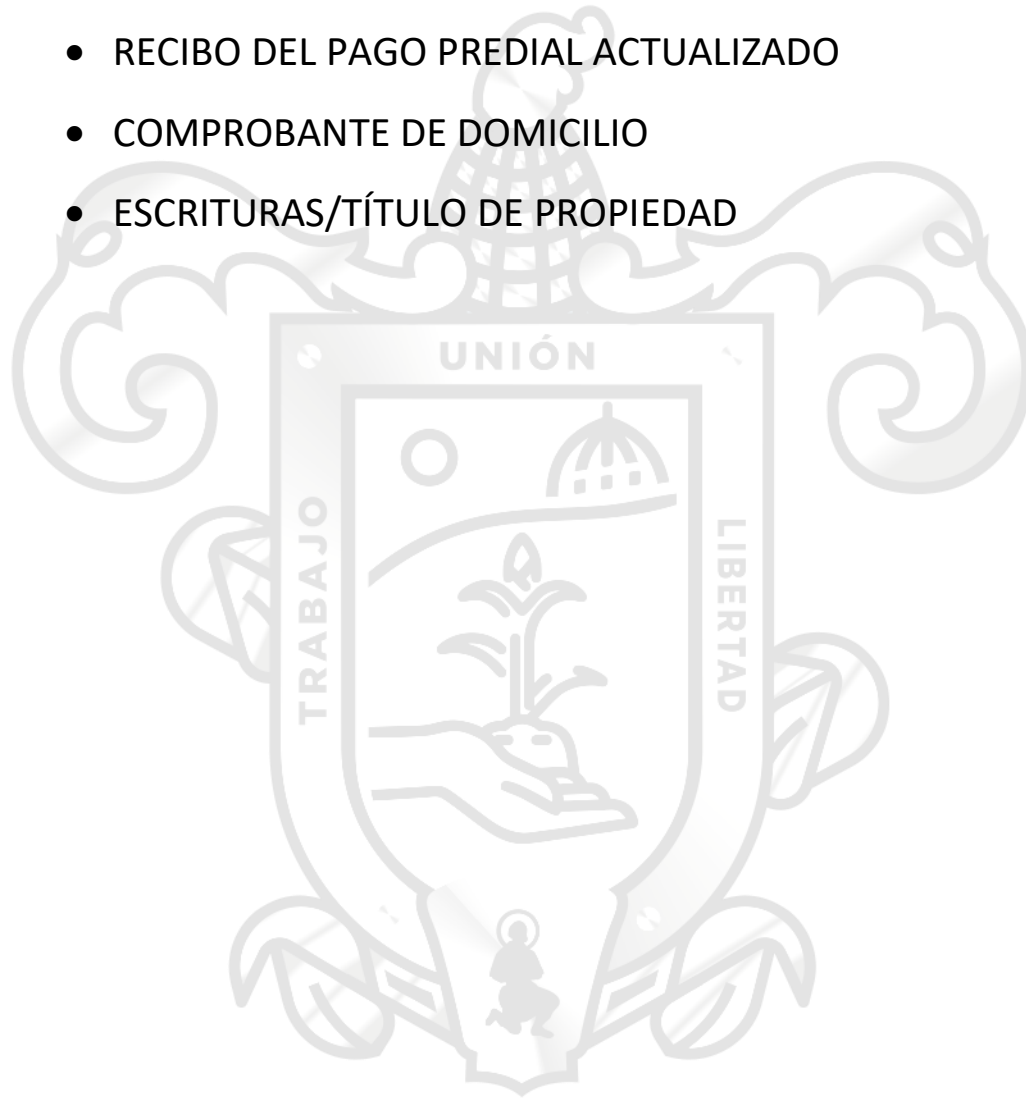 • RECIBO DEL PAGO PREDIAL ACTUALIZADO
• COMPROBANTE DE DOMICILIO
• ESCRITURAS/TÍTULO DE PROPIEDAD
UNIÓN
TRABAJO
LIBERTAD